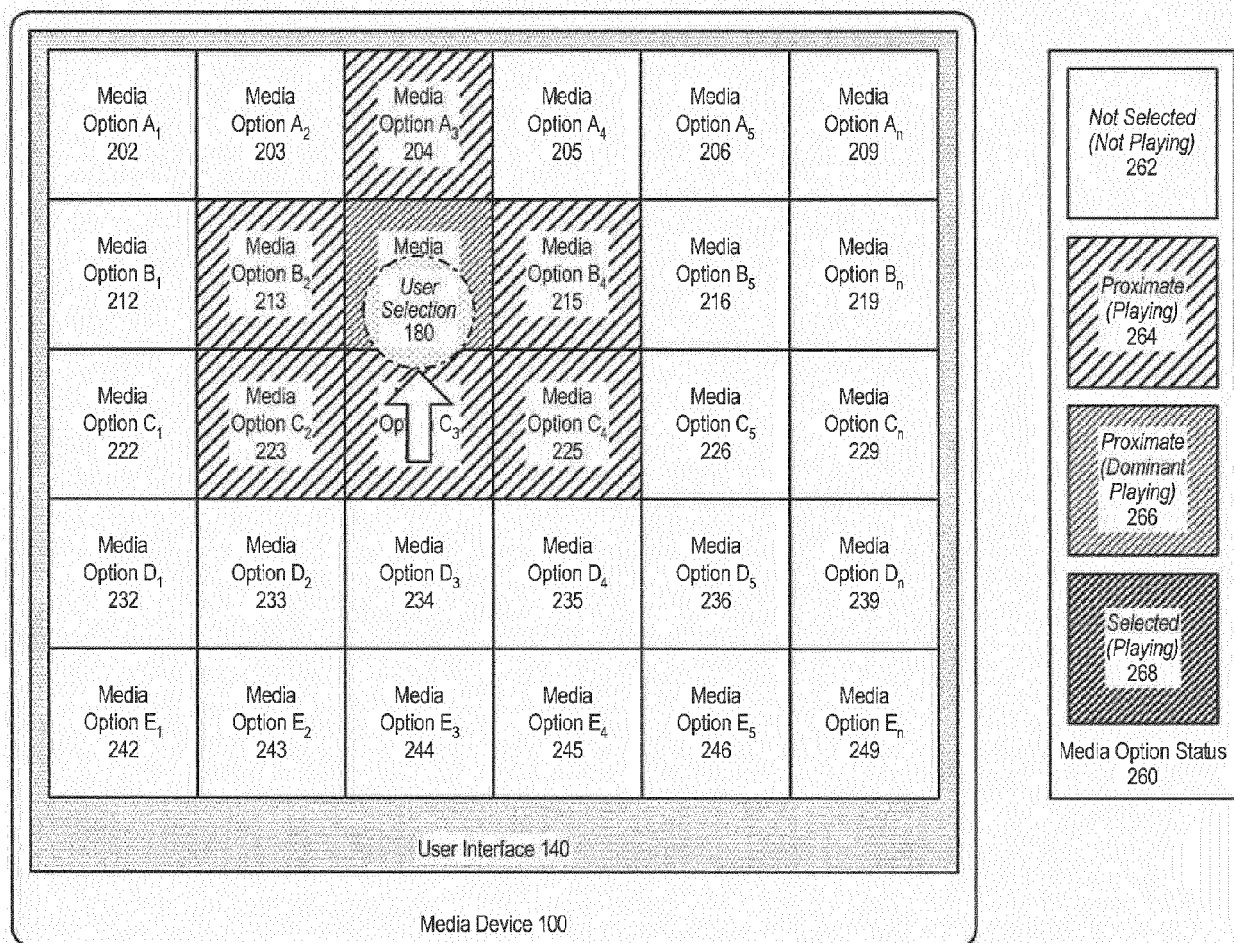 Media Option A₁ 202
Media Option A₂ 203
Media Option A₃ 204
Media Option A₄ 205
Media Option A₅ 206
Media Option Aₙ 209
Media Option B₁ 212
Media Option B₂ 213
Media
User Selection 180
Media Option B₄ 215
Media Option B₅ 216
Media Option Bₙ 219
Media Option C₁ 222
Media Option C₂ 223
C₃
Media Option C₄ 225
Media Option C₅ 226
Media Option Cₙ 229
Media Option D₁ 232
Media Option D₂ 233
Media Option D₃ 234
Media Option D₄ 235
Media Option D₅ 236
Media Option Dₙ 239
Media Option E₁ 242
Media Option E₂ 243
Media Option E₃ 244
Media Option E₄ 245
Media Option E₅ 246
Media Option Eₙ 249
User Interface 140
Media Device 100
Not Selected
(Not Playing)
262
Proximate
(Playing)
264
Proximate
(Dominant
Playing)
266
Selected
(Playing)
268
Media Option Status
260